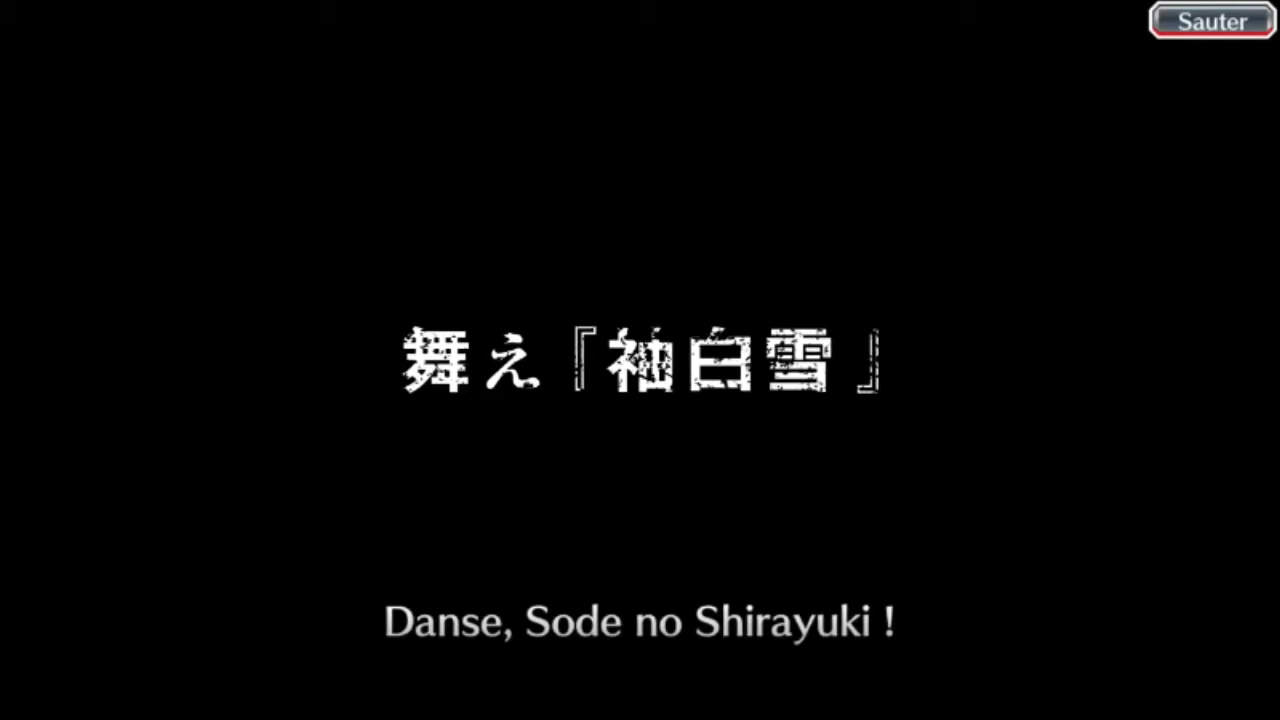 Sauter
舞え『袖白雪』
Danse, Sode no Shirayuki !